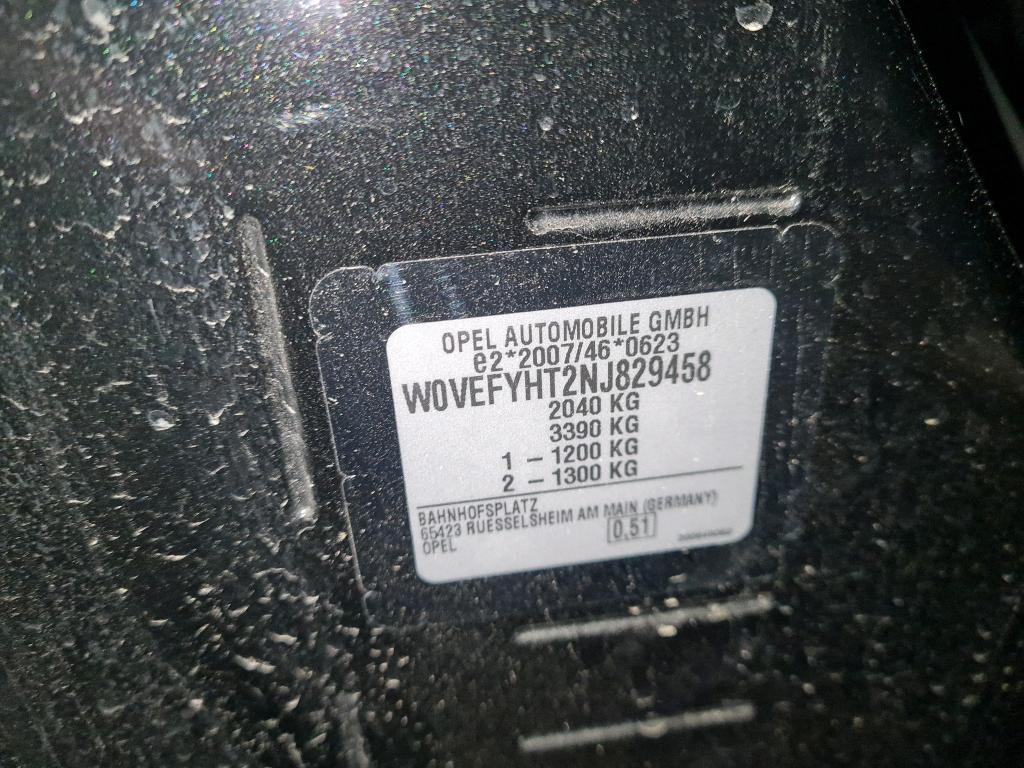 OPEL AUTOMOBILE GMBH
e2*2007/46*0623
W0VEFYHT2NJ829458
2040 KG
3390 KG
1 – 1200 KG
2 – 1300 KG
BAHNHOFSPLATZ
65423 RUESSELSHEIM AM MAIN (GERMANY)
OPEL
0,51